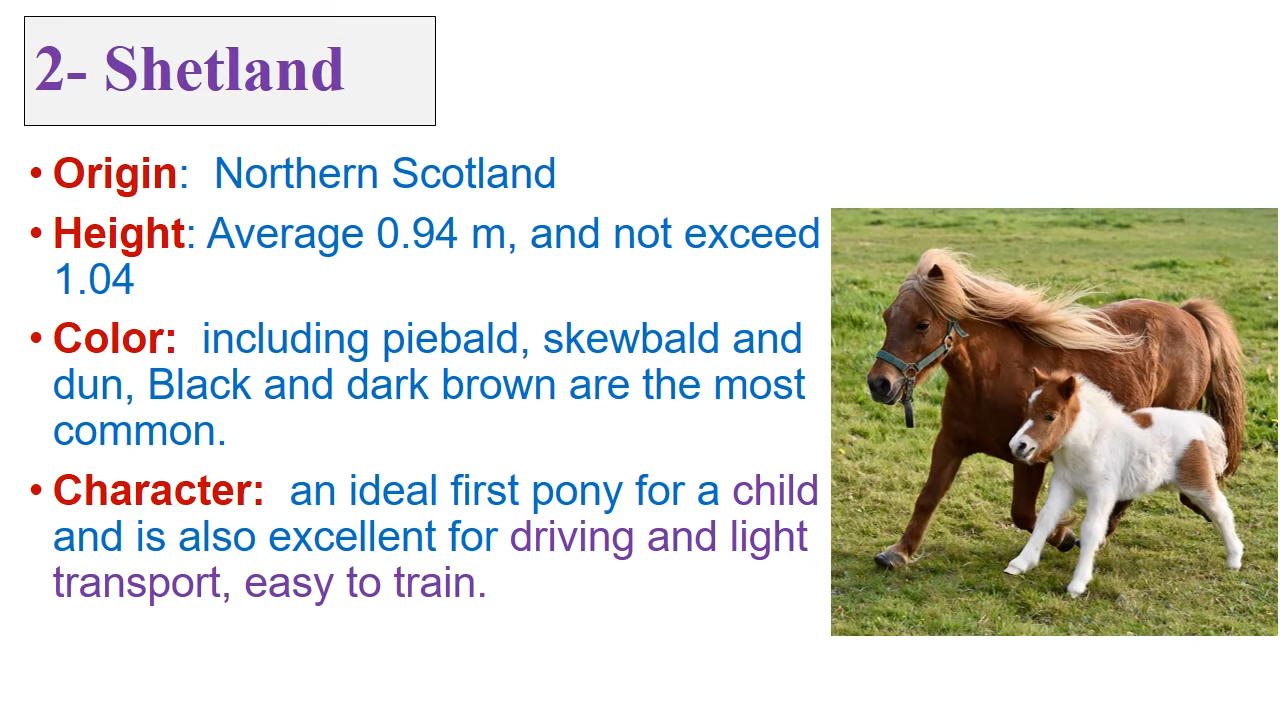 2- Shetland
• Origin: Northern Scotland
• Height: Average 0.94 m, and not exceed
1.04
• Color: including piebald, skewbald and
dun, Black and dark brown are the most
common.
• Character: an ideal first pony for a child
and is also excellent for driving and light
transport, easy to train.